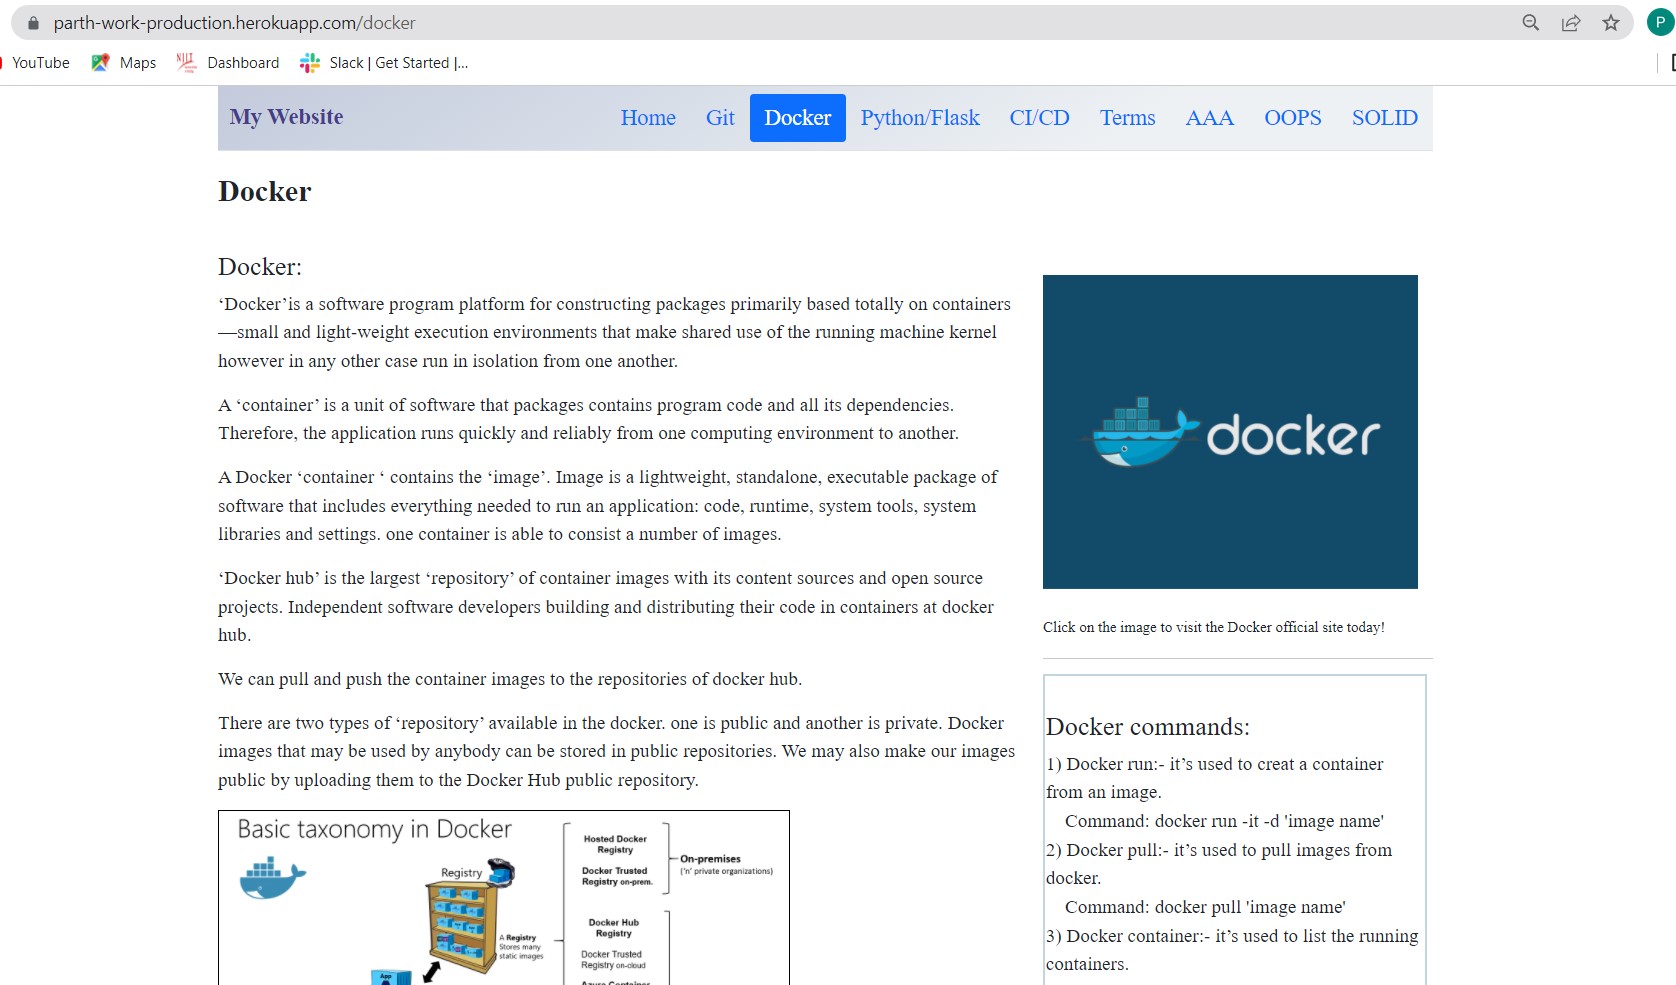 parth-work-production.herokuapp.com/docker
P
YouTube
Maps
Dashboard
Slack | Get Started |...
My Website
Home
Git
Docker
Python/Flask
CI/CD
Terms
AAA
OOPS
SOLID
Docker
Docker:
‘Docker’is a software program platform for constructing packages primarily based totally on containers
—small and light-weight execution environments that make shared use of the running machine kernel
however in any other case run in isolation from one another.
A ‘container’ is a unit of software that packages contains program code and all its dependencies.
Therefore, the application runs quickly and reliably from one computing environment to another.
A Docker ‘container ‘ contains the ‘image’. Image is a lightweight, standalone, executable package of
software that includes everything needed to run an application: code, runtime, system tools, system
libraries and settings. one container is able to consist a number of images.
‘Docker hub’ is the largest ‘repository’ of container images with its content sources and open source
projects. Independent software developers building and distributing their code in containers at docker
hub.
We can pull and push the container images to the repositories of docker hub.
There are two types of ‘repository’ available in the docker. one is public and another is private. Docker
images that may be used by anybody can be stored in public repositories. We may also make our images
public by uploading them to the Docker Hub public repository.
Basic taxonomy in Docker
Registry
A Registry
Stores many
static images
App
Hosted Docker
Registry
Docker Trusted
Registry on-prem.
On-premises
('n' private organizations)
Docker Hub
Registry
Docker Trusted
Registry on-cloud
Azure Container
docker
Click on the image to visit the Docker official site today!
Docker commands:
1) Docker run:- it’s used to creat a container
from an image.
Command: docker run -it -d 'image name'
2) Docker pull:- it’s used to pull images from
docker.
Command: docker pull 'image name'
3) Docker container:- it’s used to list the running
containers.